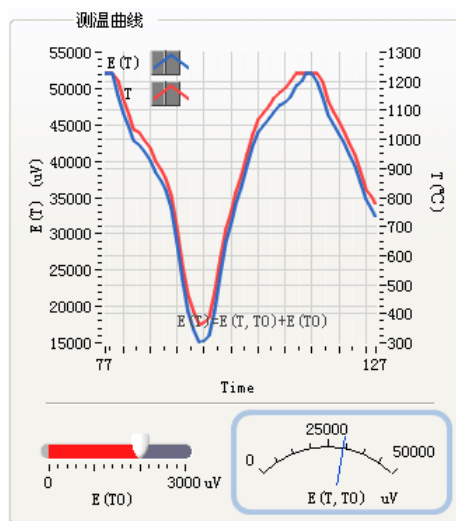 测温曲线
55000
50000
45000
40000
35000
30000
25000
20000
15000
E(T) (uV)
E(T)
T
1300
1200
1100
1000
900
800
700
600
500
400
300
T(℃)
E(T)=E(T,T0)+E(T0)
77
127
Time
0
3000 uV
E(T0)
0
25000
50000
E(T,T0) uV